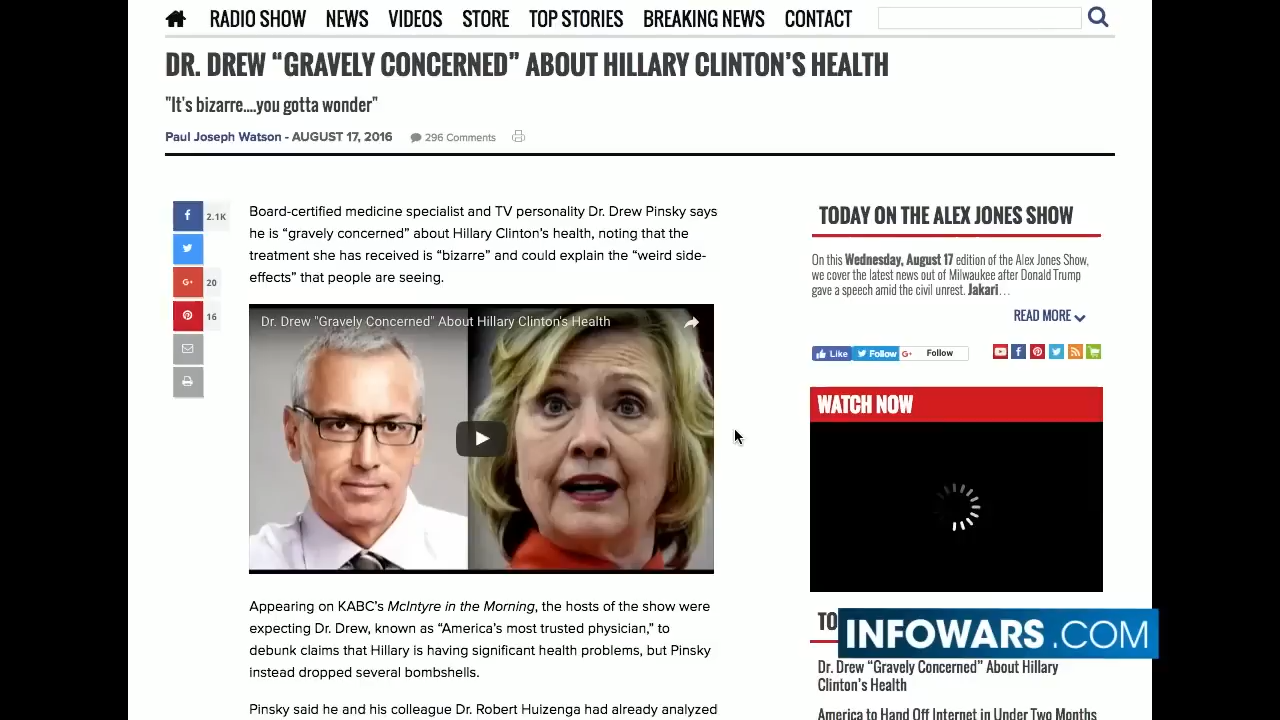 RADIO SHOW NEWS VIDEOS STORE TOP STORIES BREAKING NEWS CONTACT
DR. DREW “GRAVELY CONCERNED” ABOUT HILLARY CLINTON’S HEALTH
"It's bizarre....you gotta wonder"
Paul Joseph Watson - AUGUST 17, 2016 296 Comments
2.1K
20
16
Board-certified medicine specialist and TV personality Dr. Drew Pinsky says
he is “gravely concerned” about Hillary Clinton’s health, noting that the
treatment she has received is “bizarre” and could explain the “weird side-
effects” that people are seeing.
Dr. Drew "Gravely Concerned" About Hillary Clinton's Health
Appearing on KABC’s McIntyre in the Morning, the hosts of the show were
expecting Dr. Drew, known as “America’s most trusted physician,” to
debunk claims that Hillary is having significant health problems, but Pinsky
instead dropped several bombshells.
Pinsky said he and his colleague Dr. Robert Huizenga had already analyzed
TODAY ON THE ALEX JONES SHOW
On this Wednesday, August 17 edition of the Alex Jones Show,
we cover the latest news out of Milwaukee after Donald Trump
gave a speech amid the civil unrest. Jakari…
READ MORE
Like Follow G+ Follow
WATCH NOW
TO
INFOWARS.COM
Dr. Drew “Gravely Concerned” About Hillary
Clinton’s Health
America to Hand Off Internet in Under Two Months